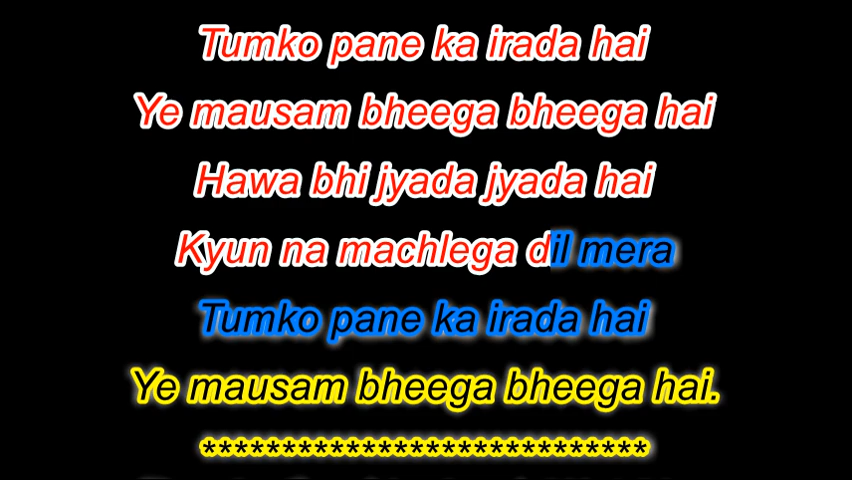 Tumko pane ka irada hai
Ye mausam bheega bheega hai
Hawa bhi jyada jyada hai
Kyun na machlega dil mera
Tumko pane ka irada hai
Ye mausam bheega bheega hai.
****************************